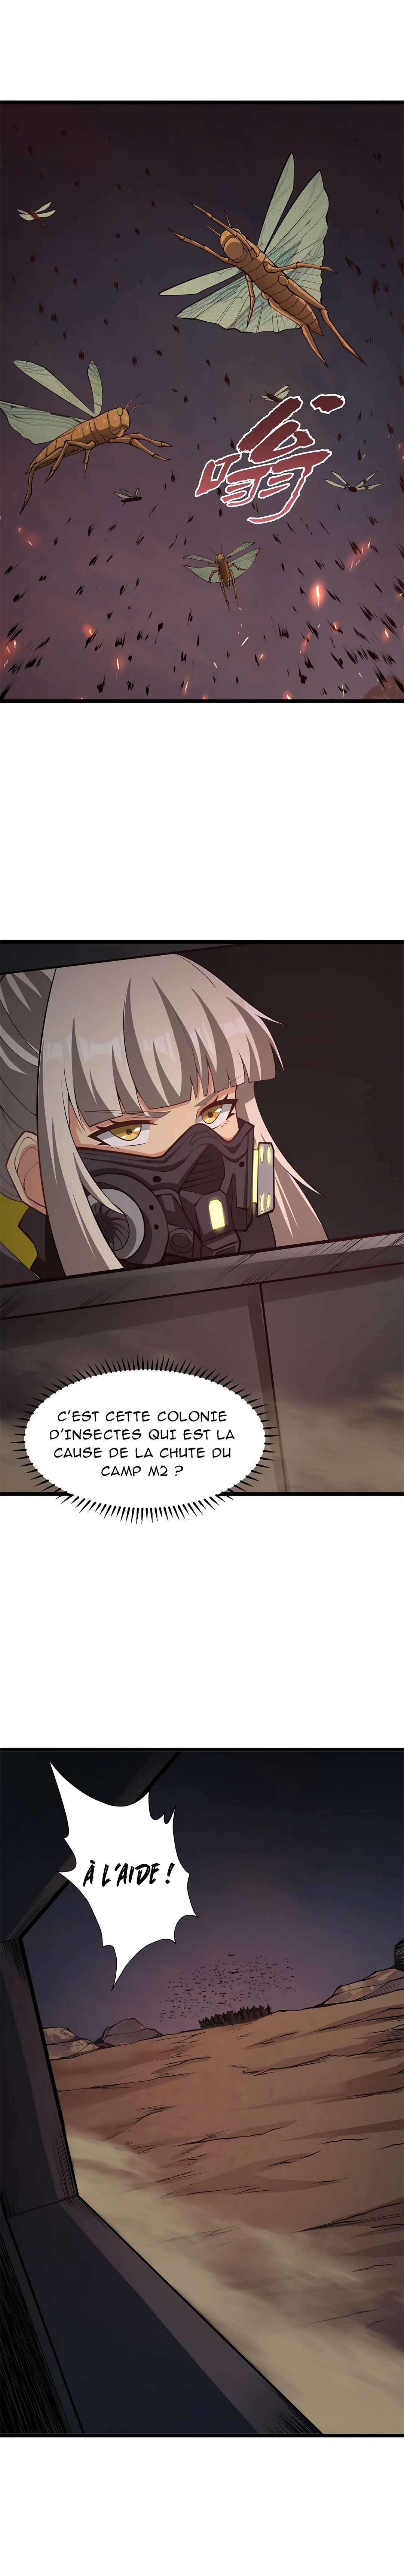 嗡
C'EST CETTE COLONIE
D'INSECTES QUI EST LA
CAUSE DE LA CHUTE DU
CAMP M2 ?
À L'AIDE !